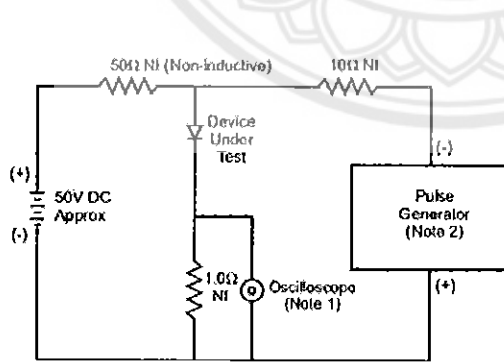 50Ω NI (Non-inductive)
10Ω NI
Device
Under
Test
(-)
(+)
50V DC
Approx
(-)
Pulse
Generator
(Note 2)
1.0Ω
NI
Oscilloscope
(Note 1)
(+)